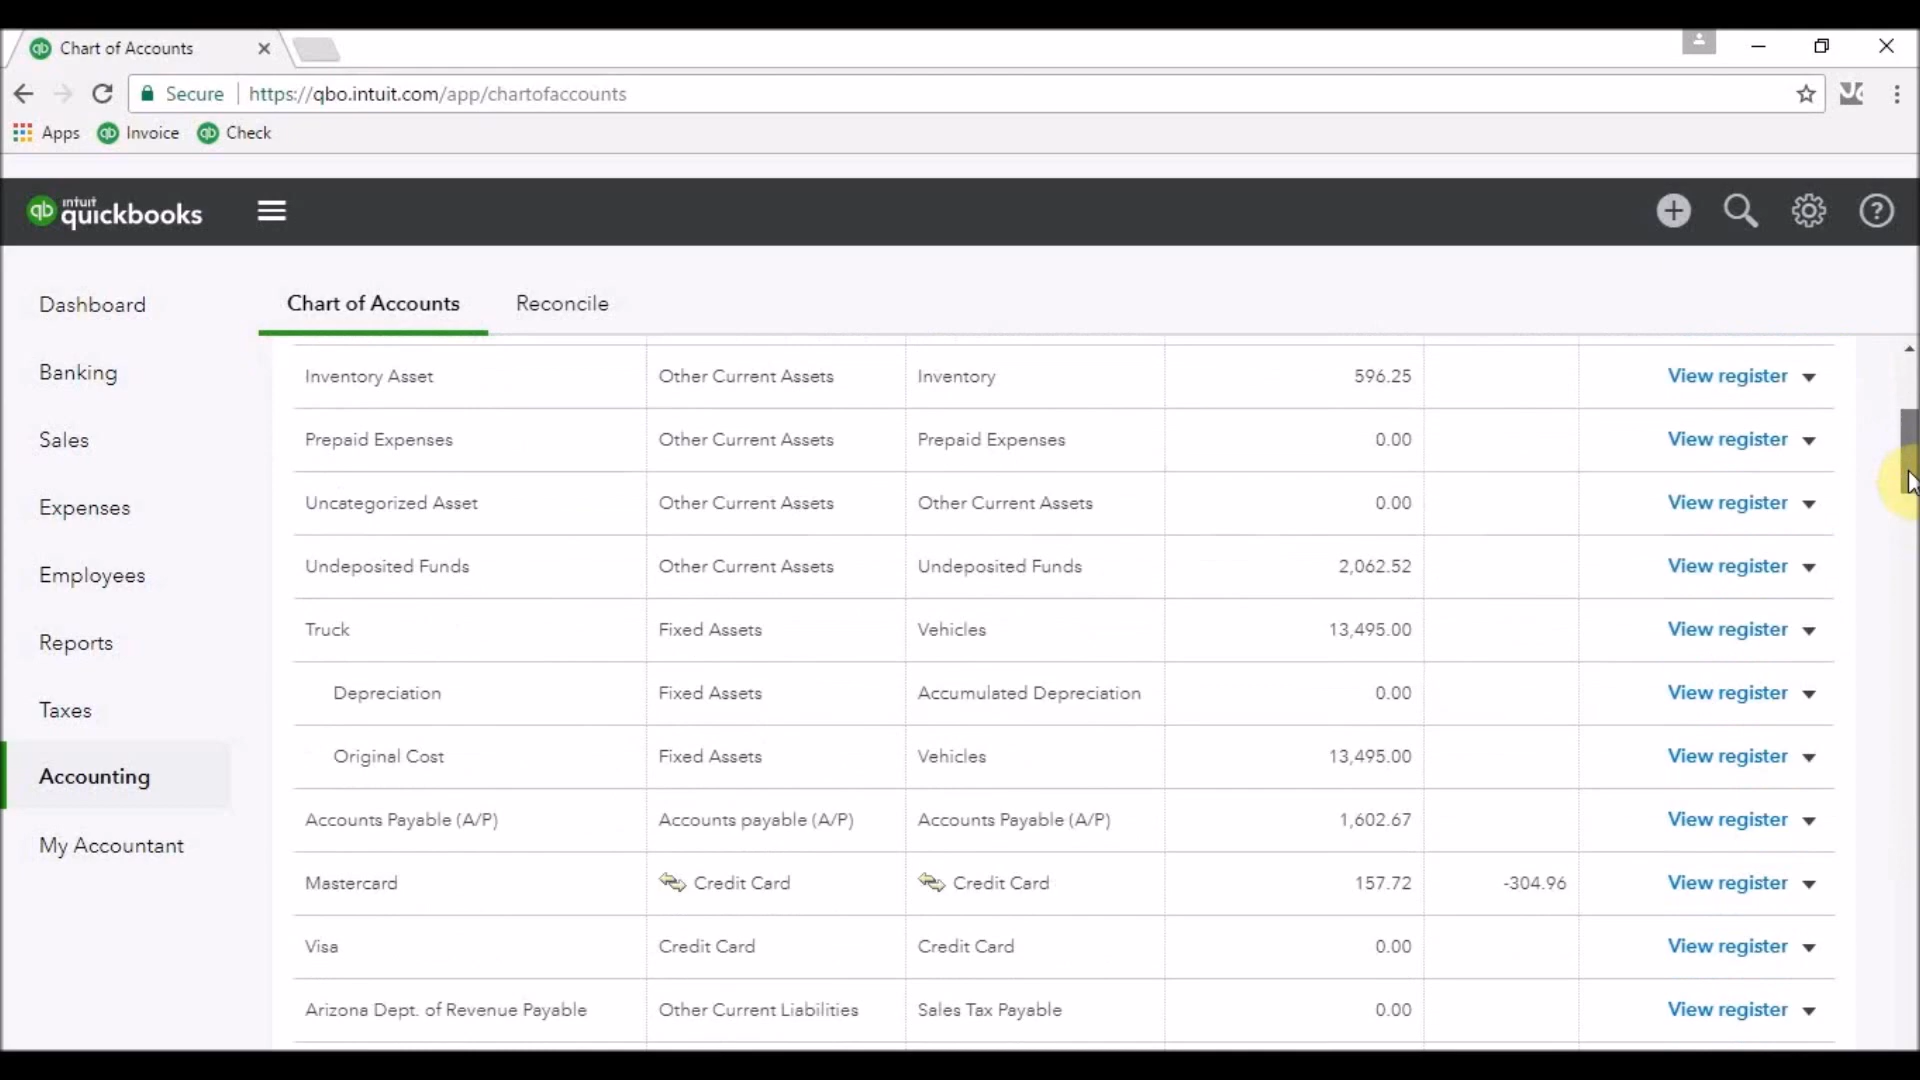 Chart of Accounts
Secure https://qbo.intuit.com/app/chartofaccounts
Apps qb Invoice qb Check
qb intuit quickbooks
Dashboard
Banking
Sales
Expenses
Employees
Reports
Taxes
Accounting
My Accountant
Chart of Accounts Reconcile
Inventory Asset Other Current Assets Inventory 596.25 View register
Prepaid Expenses Other Current Assets Prepaid Expenses 0.00 View register
Uncategorized Asset Other Current Assets Other Current Assets 0.00 View register
Undeposited Funds Other Current Assets Undeposited Funds 2,062.52 View register
Truck Fixed Assets Vehicles 13,495.00 View register
Depreciation Fixed Assets Accumulated Depreciation 0.00 View register
Original Cost Fixed Assets Vehicles 13,495.00 View register
Accounts Payable (A/P) Accounts payable (A/P) Accounts Payable (A/P) 1,602.67 View register
Mastercard Credit Card Credit Card 157.72 -304.96 View register
Visa Credit Card Credit Card 0.00 View register
Arizona Dept. of Revenue Payable Other Current Liabilities Sales Tax Payable 0.00 View register